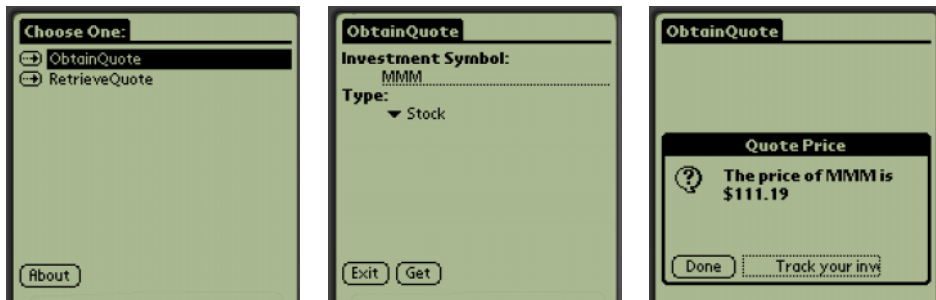 Choose One:
ObtainQuote
RetrieveQuote
About
ObtainQuote
Investment Symbol:
MMM
Type:
Stock
Exit Get
ObtainQuote
Quote Price
The price of MMM is
$111.19
Done Track your inv